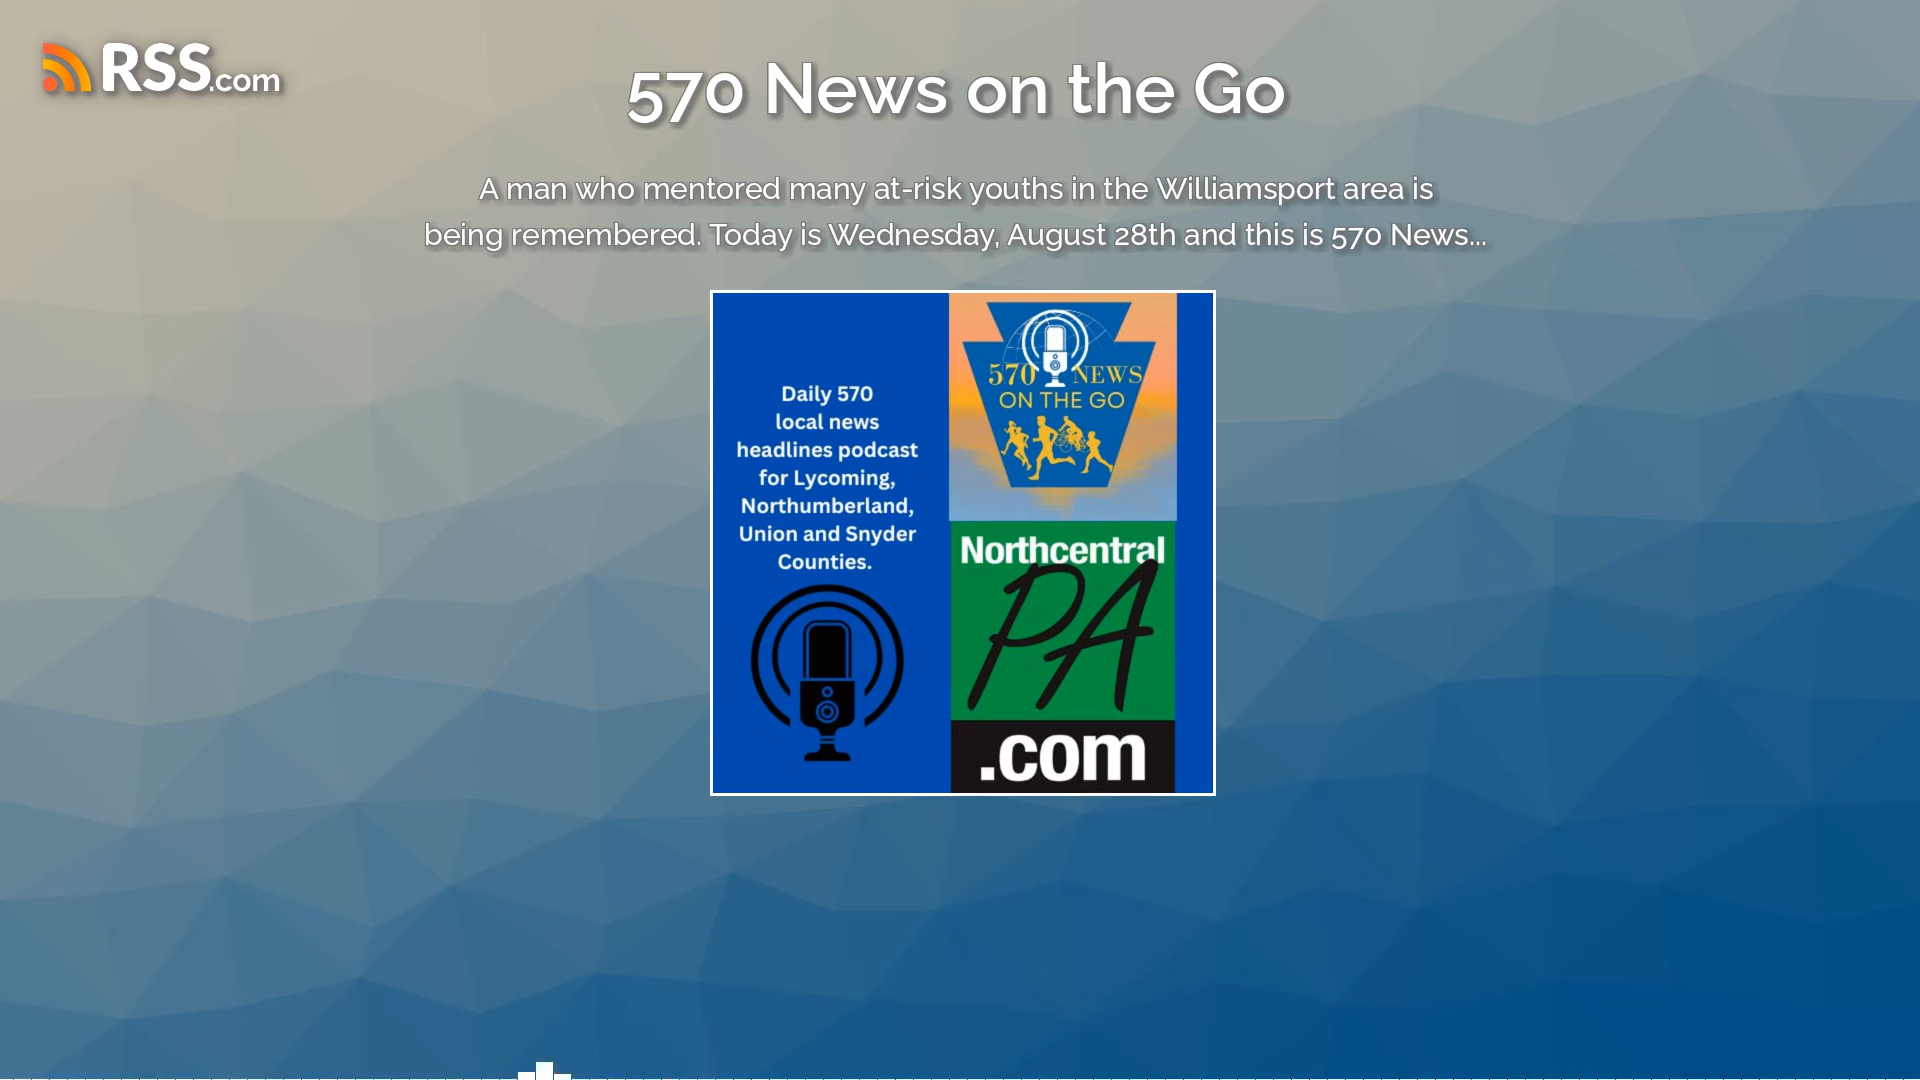 RSS.com
570 News on the Go
A man who mentored many at-risk youths in the Williamsport area is
being remembered. Today is Wednesday, August 28th and this is 570 News...
Daily 570
local news
headlines podcast
for Lycoming,
Northumberland,
Union and Snyder
Counties.
570 NEWS
ON THE GO
Northcentral
PA
.com